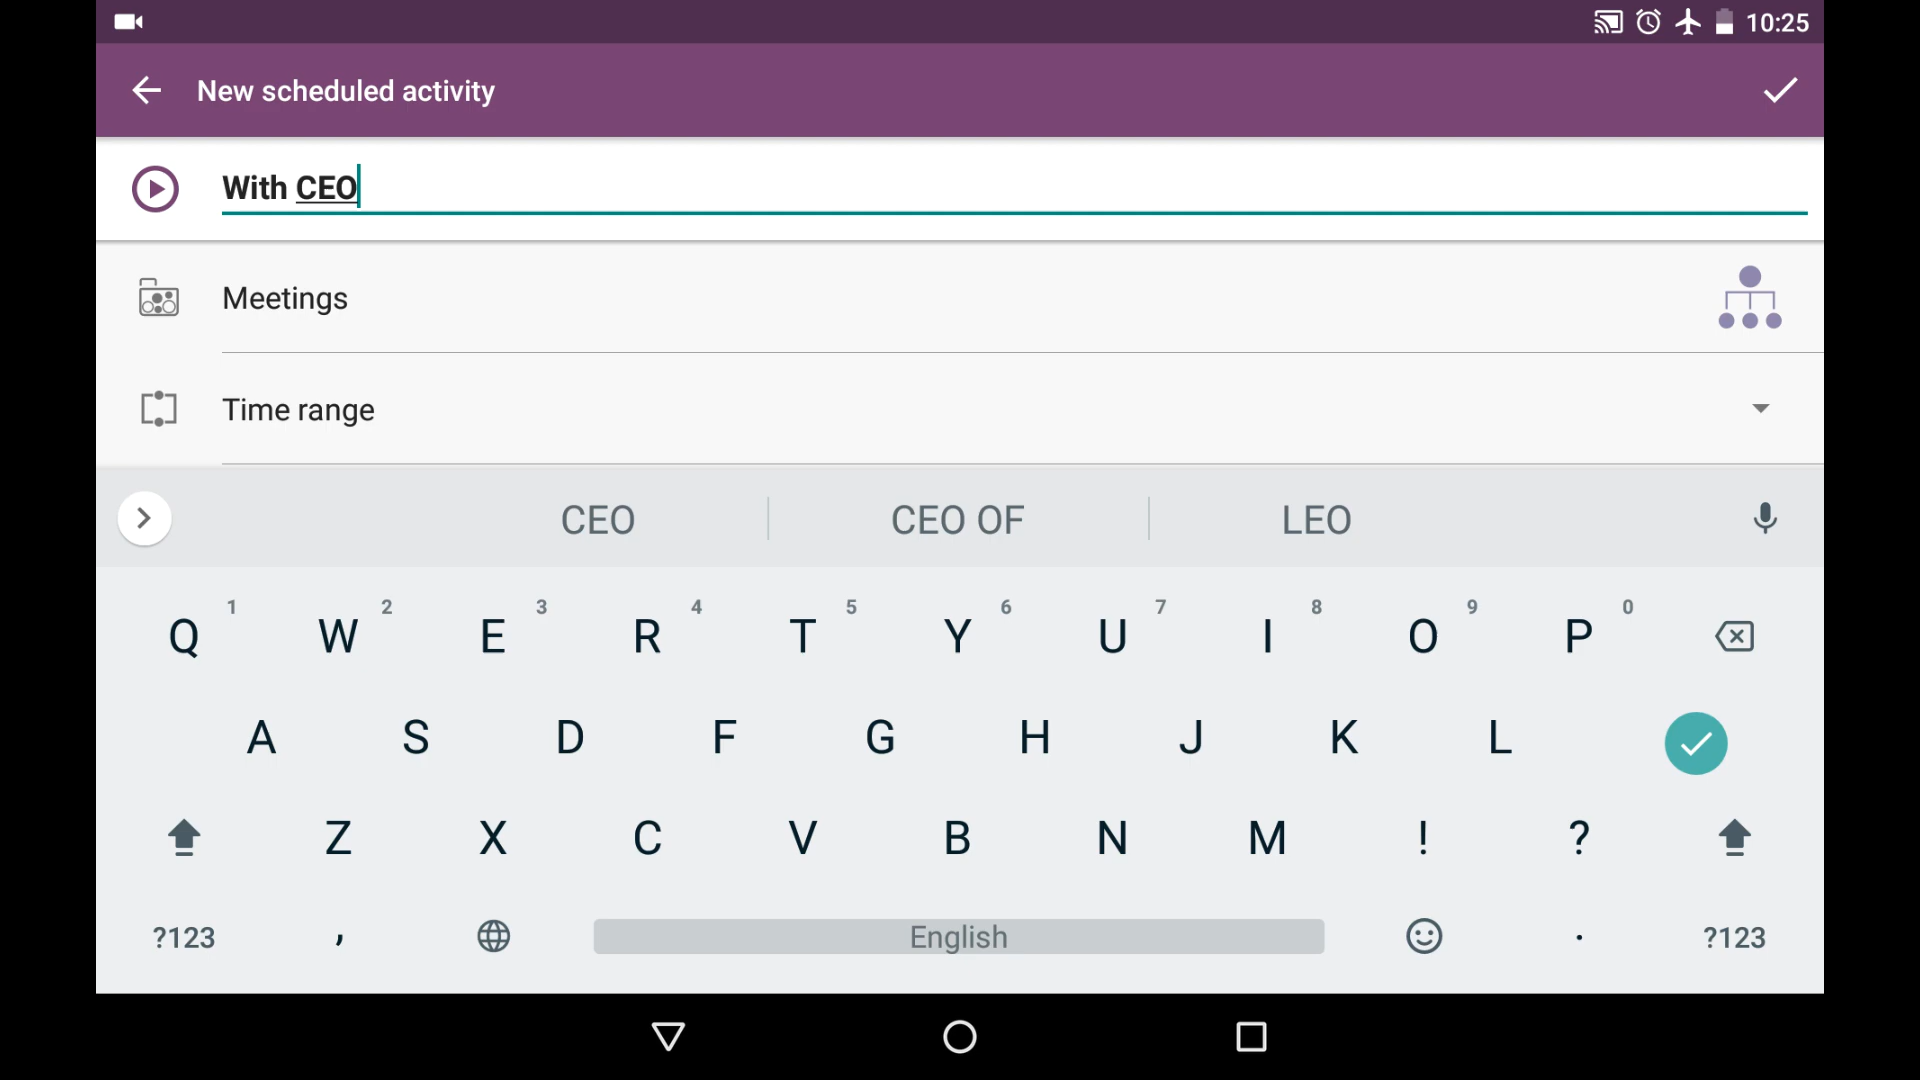 10:25
New scheduled activity
With CEO
Meetings
Time range
CEO CEO OF LEO
1 2 3 4 5 6 7 8 9 0
Q W E R T Y U I O P
A S D F G H J K L
Z X C V B N M ! ?
?123 , English . ?123